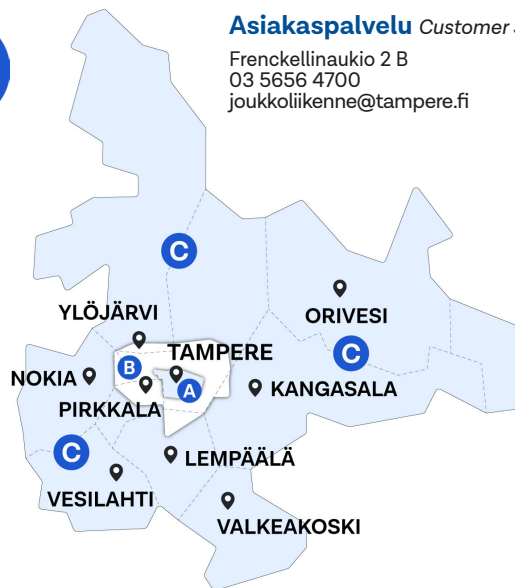 Asiakaspalvelu Customer
Frenckellinaukio 2 B
03 5656 4700
joukkoliikenne@tampere.fi
C
ORIVESI
YLÖJÄRVI
TAMPERE
C
B
NOKIA
A
KANGASALA
PIRKKALA
C
LEMPÄÄLÄ
VESILAHTI
VALKEAKOSKI